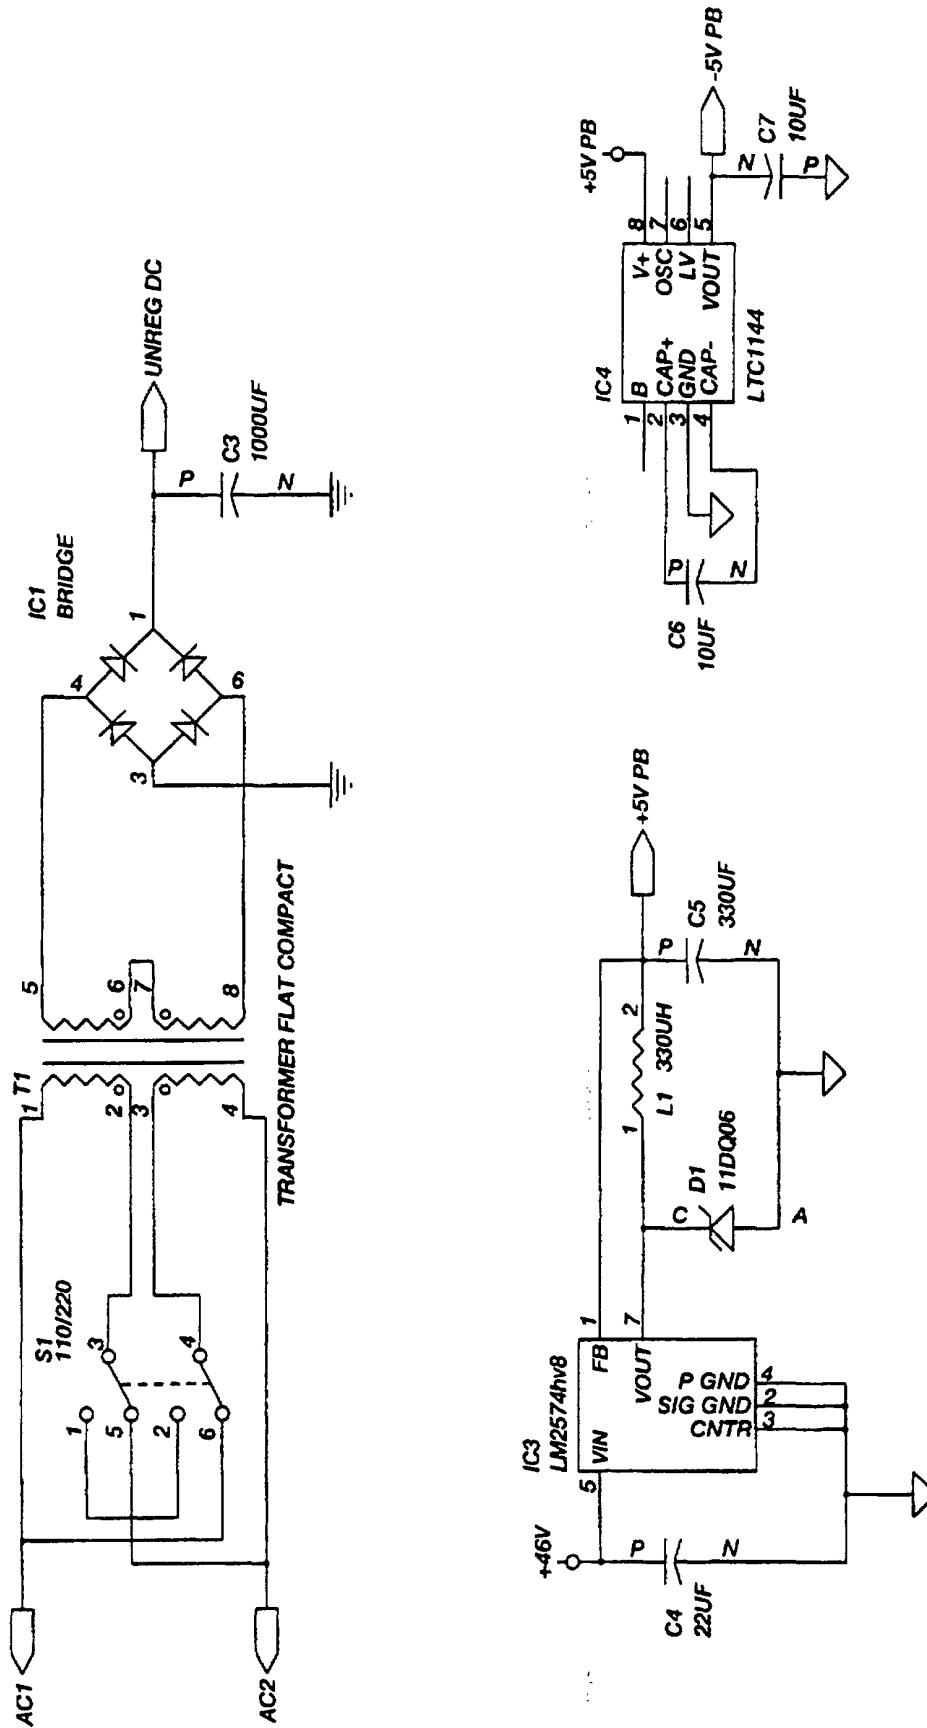 AC1
AC2
S1
110/220
1
5
2
6
3
4
T1
1
2
3
4
5
6
7
8
TRANSFORMER FLAT COMPACT
IC1
BRIDGE
4
1
3
6
UNREG DC
P
C3
1000UF
N
+46V
P
C4
22UF
N
IC3
LM2574hv8
5
VIN
FB
VOUT
P GND
SIG GND
CNTR
1
7
4
2
3
C
D1
11DQ06
A
1
L1
330UH
2
P
C5
330UF
N
+5V PB
C6
10UF
P
N
IC4
1
2
3
4
B
CAP+
GND
CAP-
V+
OSC
LV
VOUT
8
7
6
5
LTC1144
+5V PB
-5V PB
N
C7
10UF
P